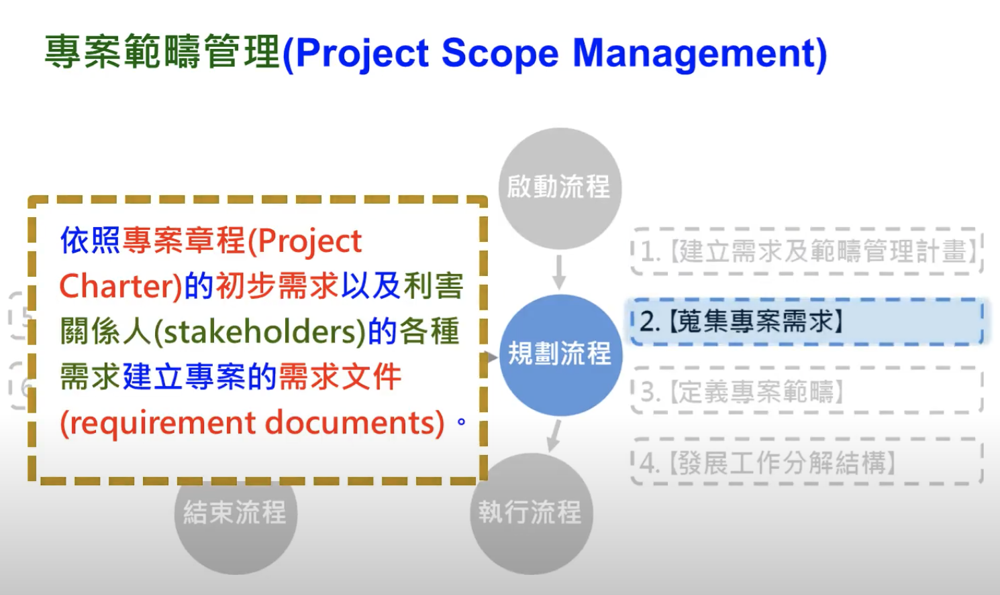 專案範疇管理(Project Scope Management)
啟動流程
依照專案章程(Project
Charter)的初步需求以及利害
關係人(stakeholders)的各種
需求建立專案的需求文件
(requirement documents)。
1.【建立需求及範疇管理計畫】
2.【蒐集專案需求】
規劃流程
3.【定義專案範疇】
4.【發展工作分解結構】
5
6
結束流程
執行流程